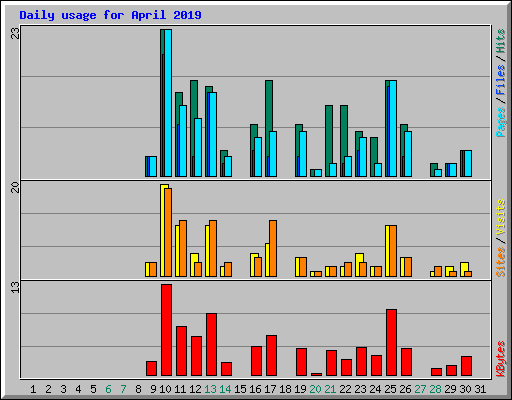 Daily usage for April 2019
23
Pages / Files / Hits
20
Sites / Visits
13
KBytes
1 2 3 4 5 6 7 8 9 10 11 12 13 14 15 16 17 18 19 20 21 22 23 24 25 26 27 28 29 30 31